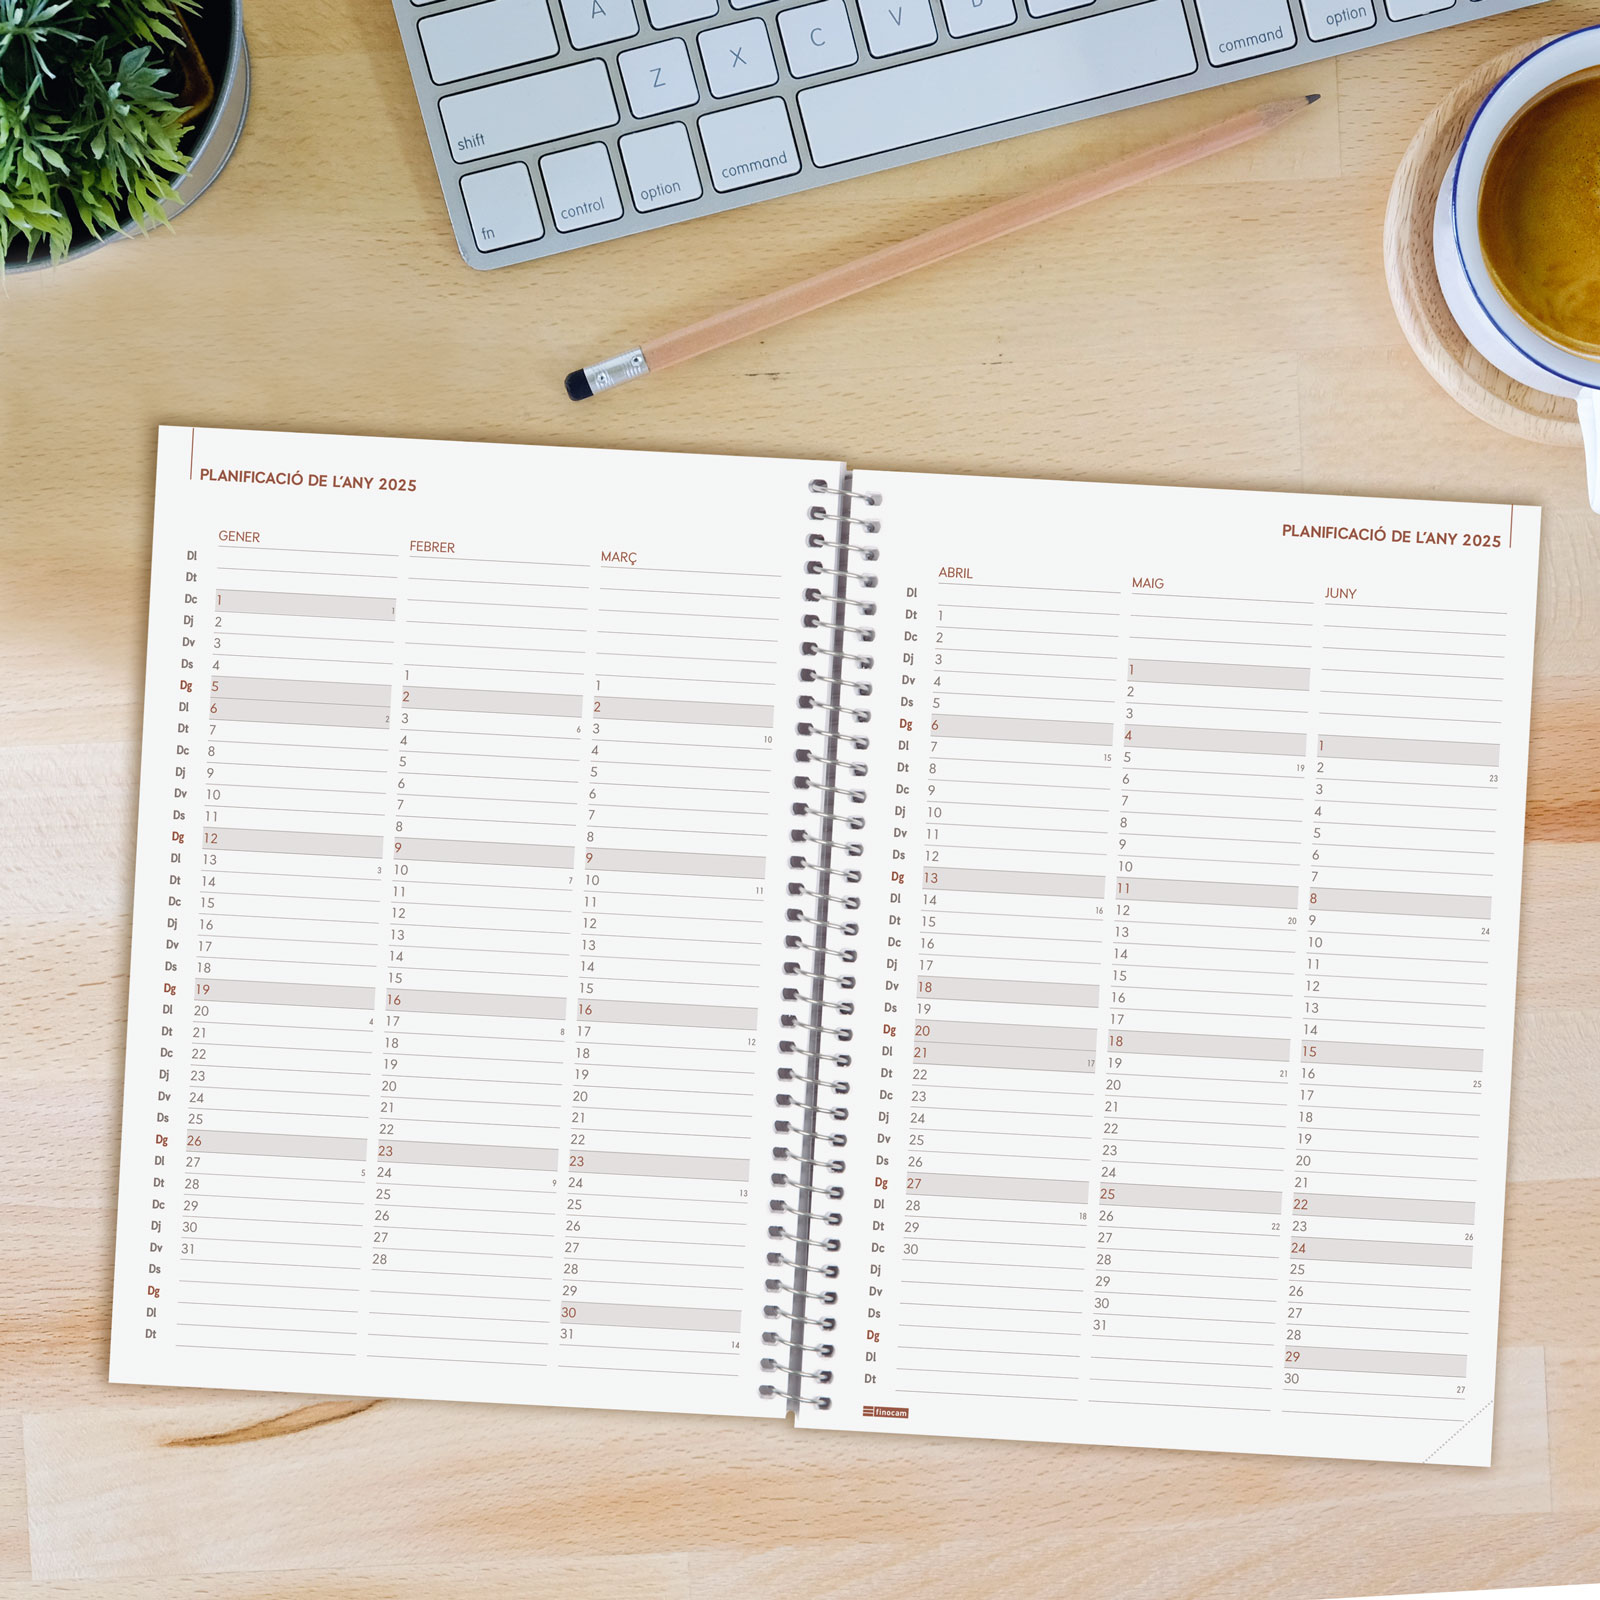 A
V
B
Z
X
C
command
option
shift
fn
control
option
command
PLANIFICACIÓ DE L'ANY 2025
GENER FEBRER MARÇ
Dl
Dt
Dc 1 1
Dj 2
Dv 3
Ds 4 1 1
Dg 5 2 2
Dl 6 2 3 6 3 10
Dt 7 4 4
Dc 8 5 5
Dj 9 6 6
Dv 10 7 7
Ds 11 8 8
Dg 12 9 9
Dl 13 3 10 7 10 11
Dt 14 11 11
Dc 15 12 12
Dj 16 13 13
Dv 17 14 14
Ds 18 15 15
Dg 19 16 16
Dl 20 4 17 8 17 12
Dt 21 18 18
Dc 22 19 19
Dj 23 20 20
Dv 24 21 21
Ds 25 22 22
Dg 26 23 23
Dl 27 5 24 9 24 13
Dt 28 25 25
Dc 29 26 26
Dj 30 27 27
Dv 31 28 28
Ds 29
Dg 30
Dl 31 14
Dt
PLANIFICACIÓ DE L'ANY 2025
ABRIL MAIG JUNY
Dl
Dt 1
Dc 2
Dj 3 1
Dv 4 2
Ds 5 3
Dg 6 4 1
Dl 7 15 5 19 2 23
Dt 8 6 3
Dc 9 7 4
Dj 10 8 5
Dv 11 9 6
Ds 12 10 7
Dg 13 11 8
Dl 14 16 12 20 9 24
Dt 15 13 10
Dc 16 14 11
Dj 17 15 12
Dv 18 16 13
Ds 19 17 14
Dg 20 18 15
Dl 21 17 19 21 16 25
Dt 22 20 17
Dc 23 21 18
Dj 24 22 19
Dv 25 23 20
Ds 26 24 21
Dg 27 25 22
Dl 28 18 26 22 23 26
Dt 29 27 24
Dc 30 28 25
Dj 29 26
Dv 30 27
Ds 31 28
Dg 29
Dl 30 27
Dt
finocam